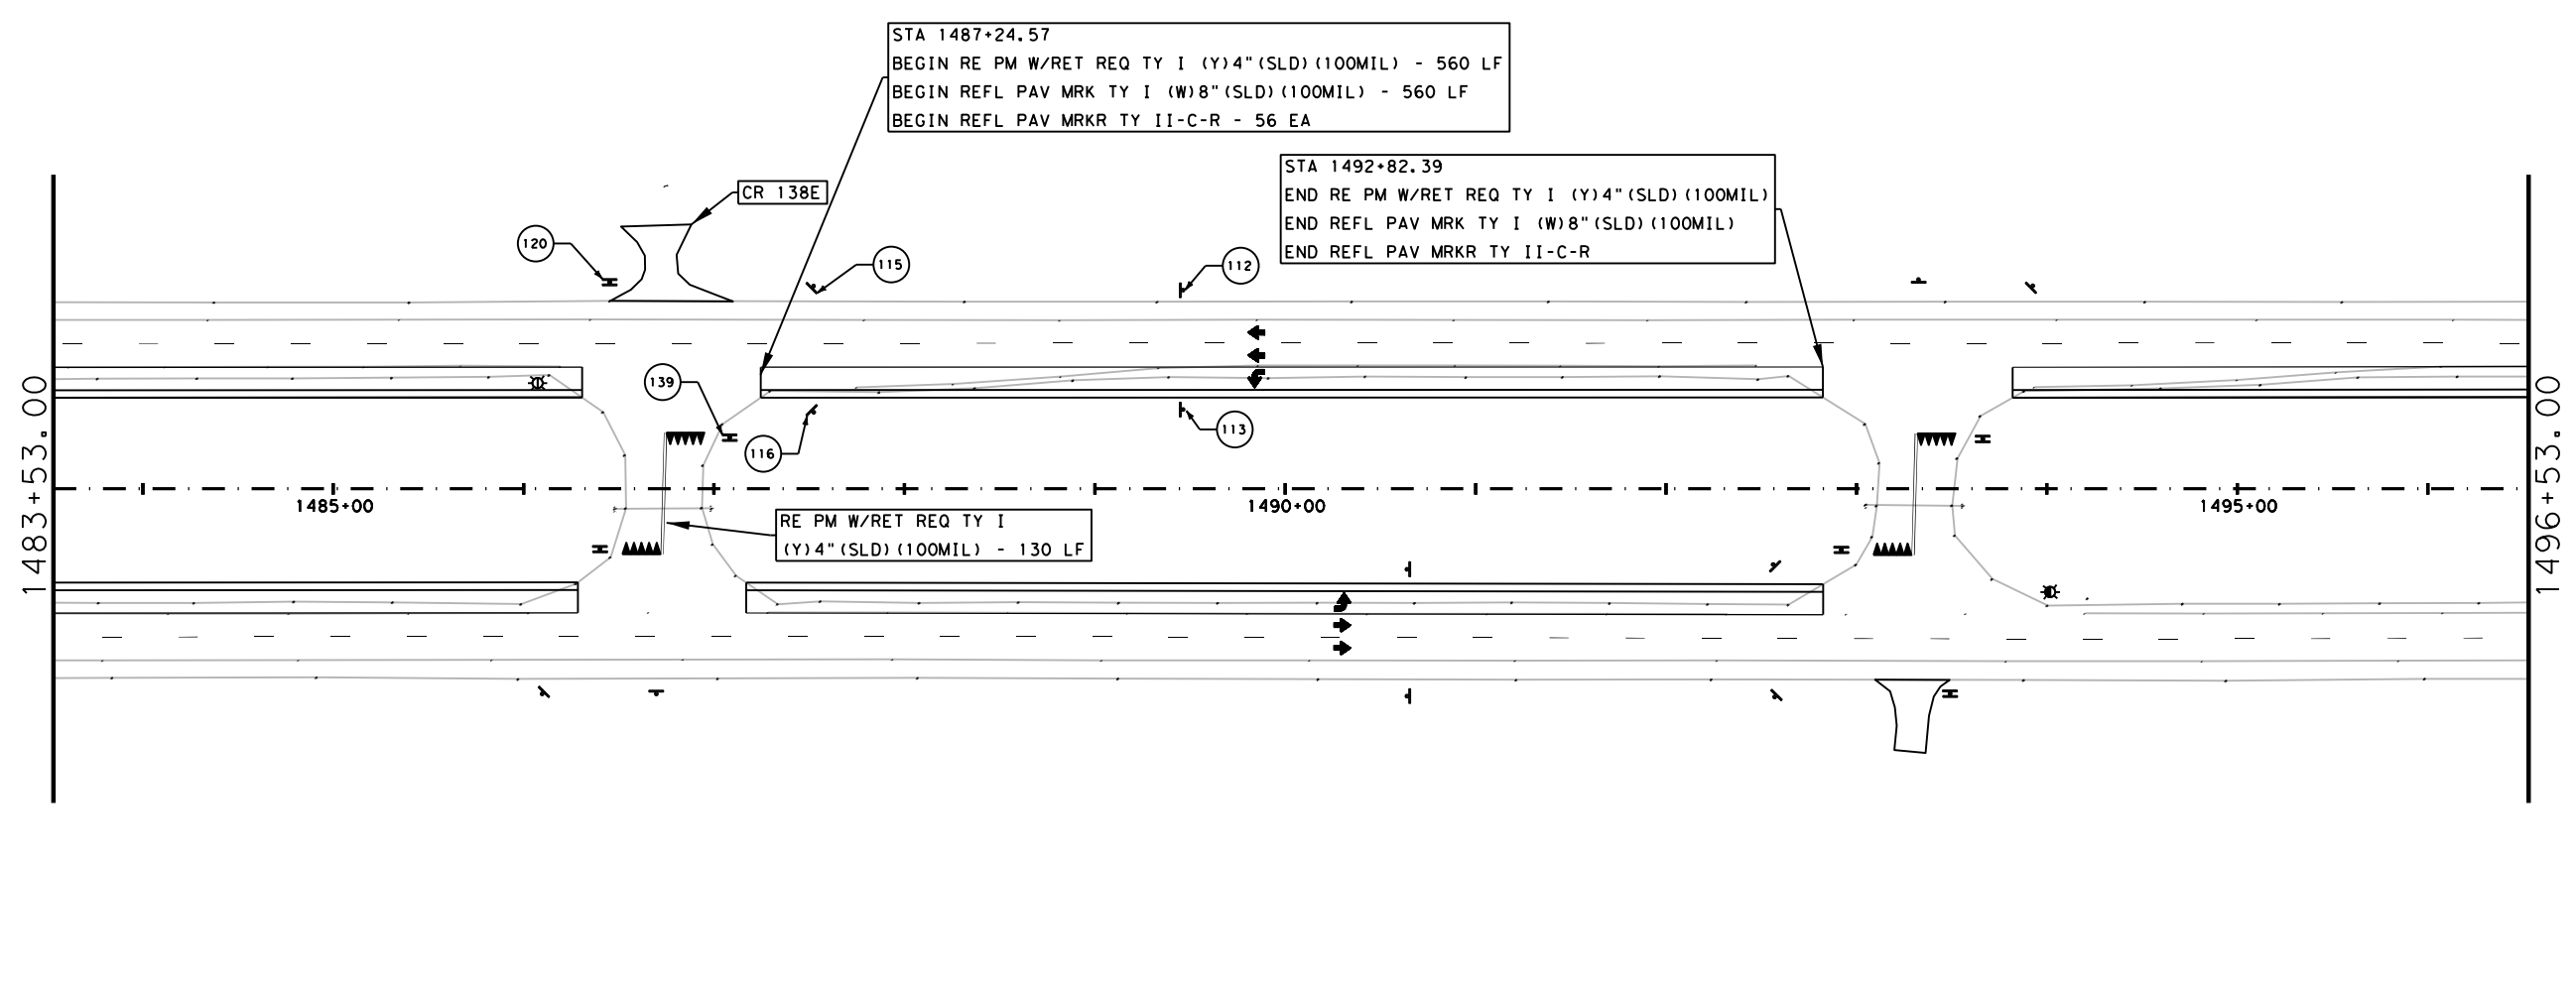 STA 1487+24.57
BEGIN RE PM W/RET REQ TY I (Y)4"(SLD)(100MIL) - 560 LF
BEGIN REFL PAV MRK TY I (W)8"(SLD)(100MIL) - 560 LF
BEGIN REFL PAV MRKR TY II-C-R - 56 EA
STA 1492+82.39
END RE PM W/RET REQ TY I (Y)4"(SLD)(100MIL)
END REFL PAV MRK TY I (W)8"(SLD)(100MIL)
END REFL PAV MRKR TY II-C-R
CR 138E
120
115
112
139
116
113
1483+53.00
1485+00
1490+00
1495+00
1496+53.00
RE PM W/RET REQ TY I
(Y)4"(SLD)(100MIL) - 130 LF